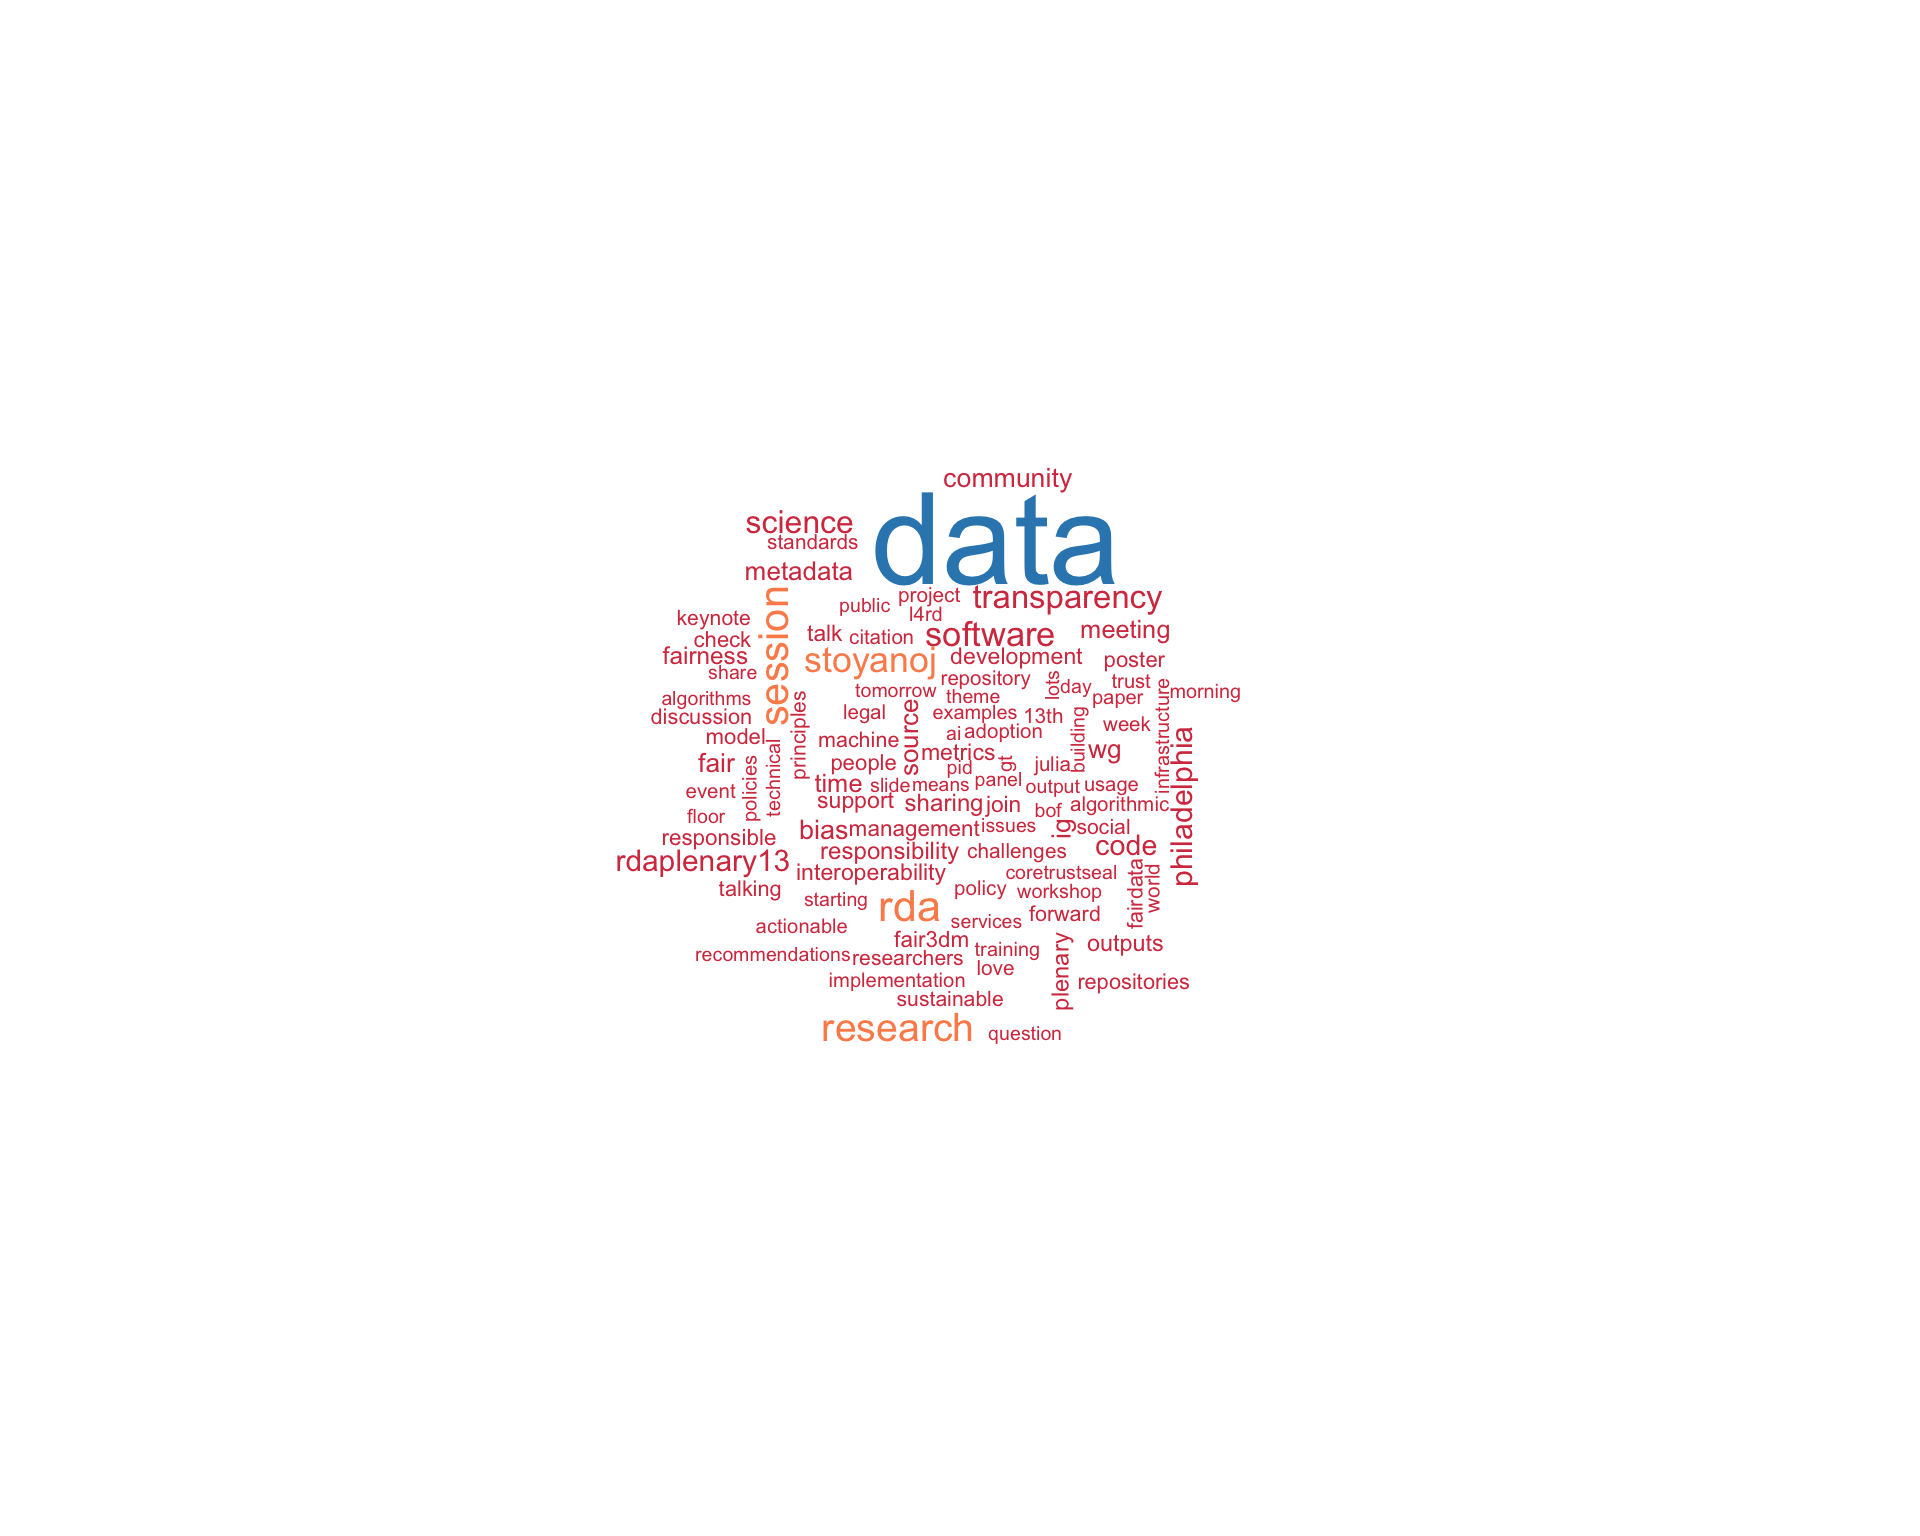 community
data
science
standards
metadata
session
public
project
l4rd
transparency
keynote
check
fairness
share
talk
citation
software
meeting
stoyanoj
development
poster
repository
tomorrow
theme
lots
day
trust
paper
infrastructure
morning
algorithms
discussion
model
principles
legal
source
examples
13th
building
week
machine
ai
adoption
fair
technical
policies
people
metrics
pid
gt
julia
wg
philadelphia
event
time
slide
means
panel
output
usage
floor
support
sharing
join
bof
algorithmic
responsible
bias
management
issues
ig
social
rdaplenary13
responsibility
challenges
code
interoperability
coretrustseal
fairdata
world
talking
starting
rda
policy
workshop
actionable
services
forward
fair3dm
training
plenary
outputs
recommendations
researchers
love
implementation
repositories
sustainable
research
question